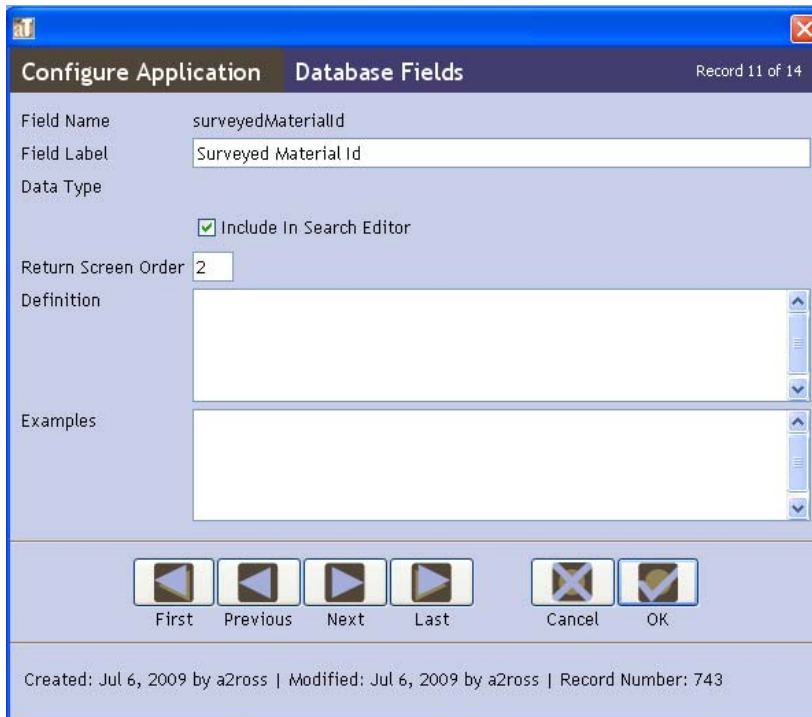 aT
Configure Application Database Fields Record 11 of 14
Field Name surveyedMaterialId
Field Label Surveyed Material Id
Data Type
Include In Search Editor
Return Screen Order 2
Definition
Examples
First Previous Next Last Cancel OK
Created: Jul 6, 2009 by a2ross | Modified: Jul 6, 2009 by a2ross | Record Number: 743